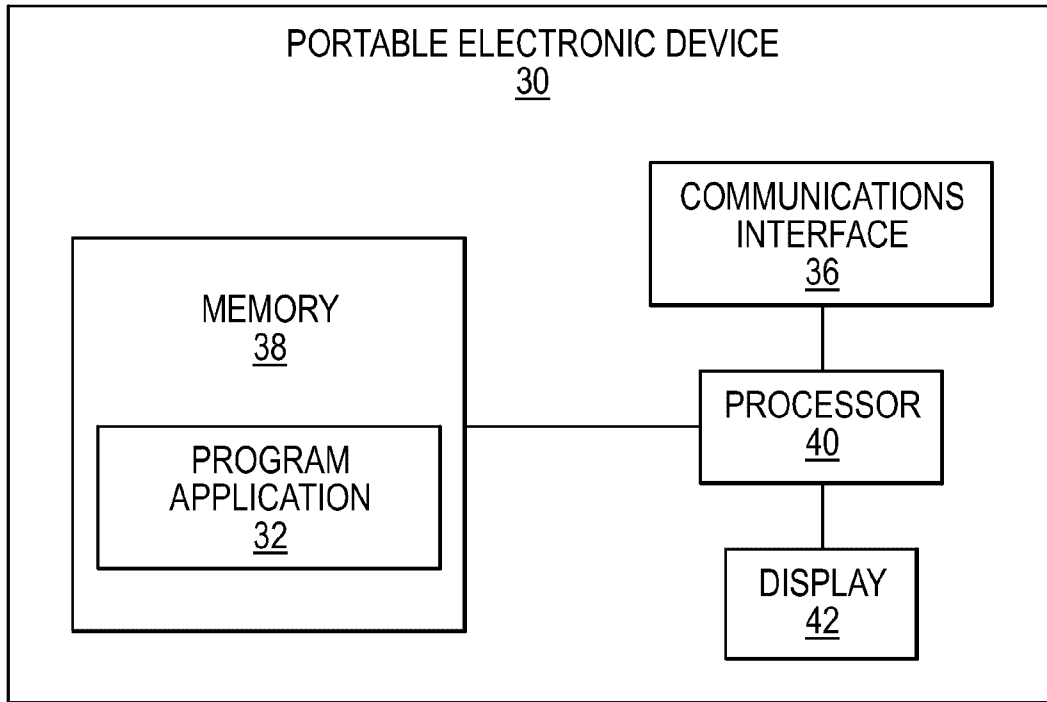 PORTABLE ELECTRONIC DEVICE
30
COMMUNICATIONS
INTERFACE
36
MEMORY
38
PROCESSOR
40
PROGRAM
APPLICATION
32
DISPLAY
42